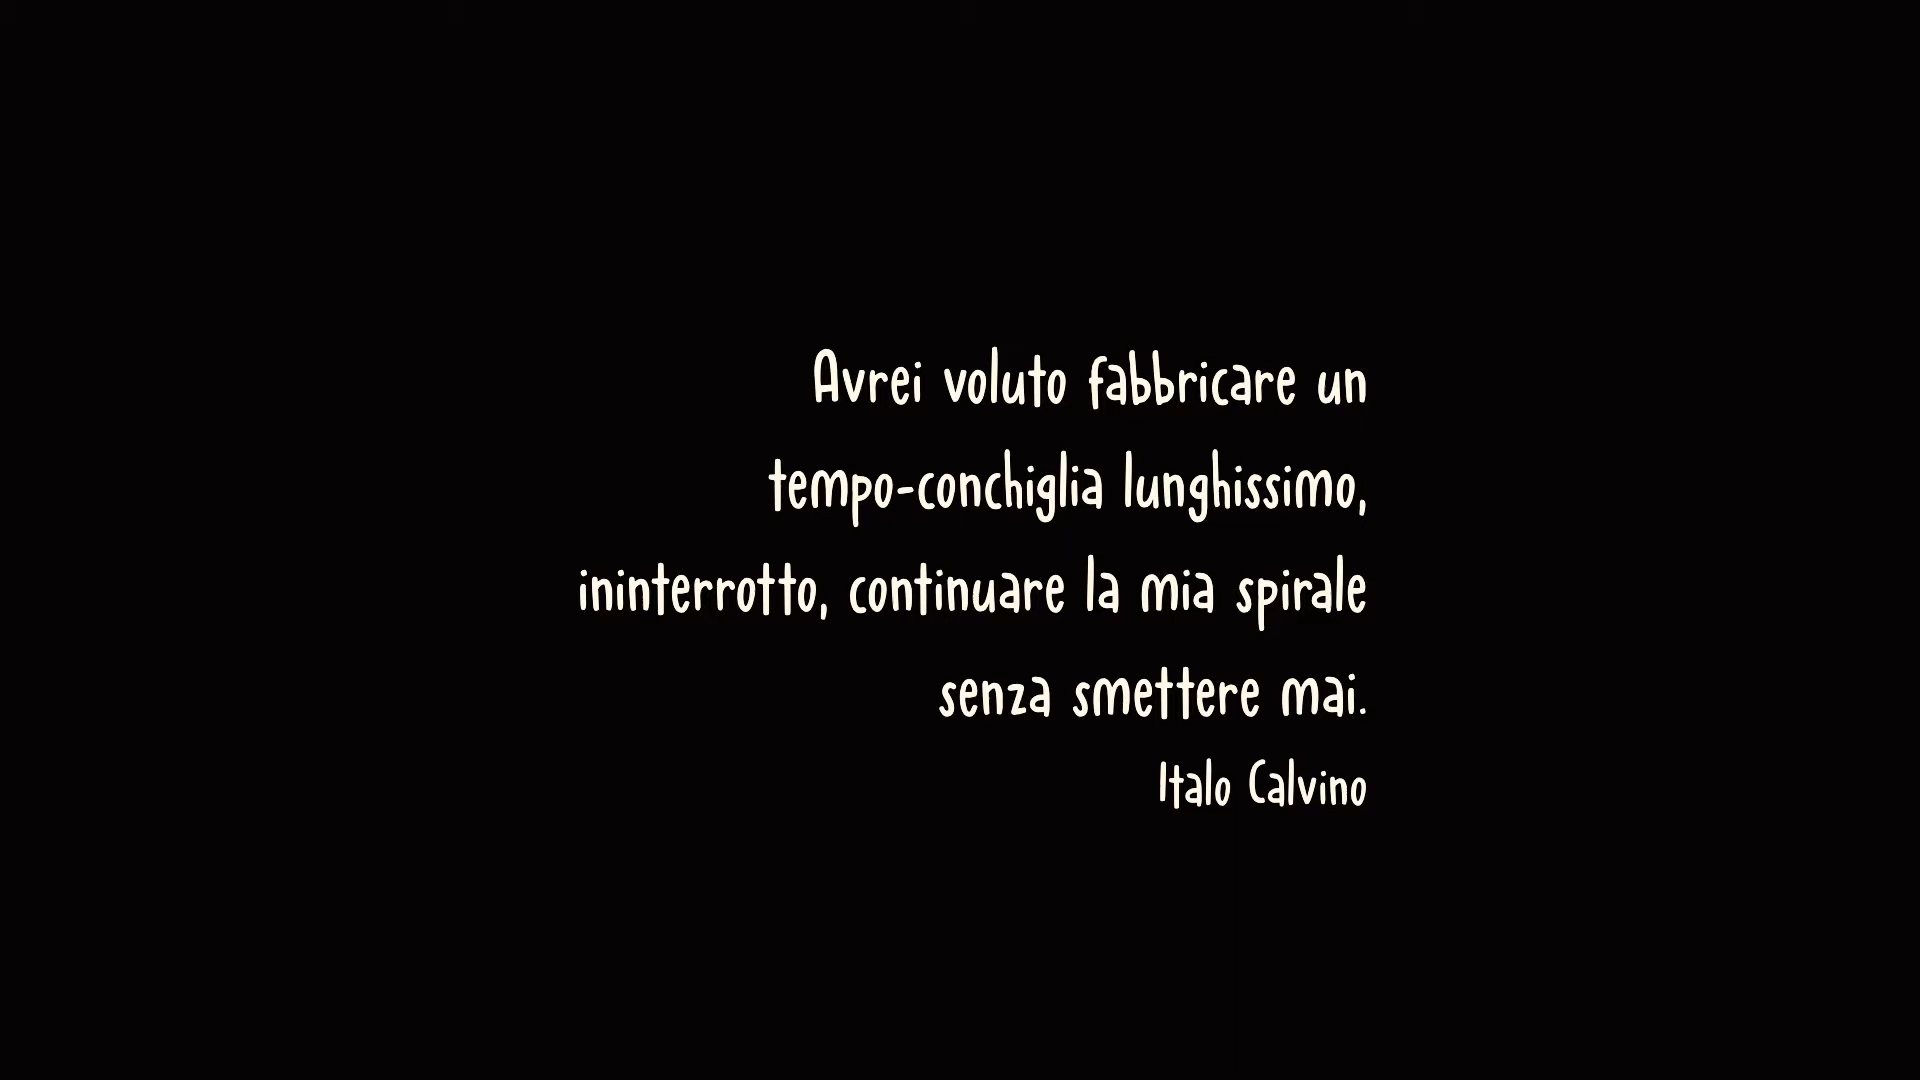 Avrei voluto fabbricare un
tempo-conchiglia lunghissimo,
ininterrotto, continuare la mia spirale
senza smettere mai.
Italo Calvino